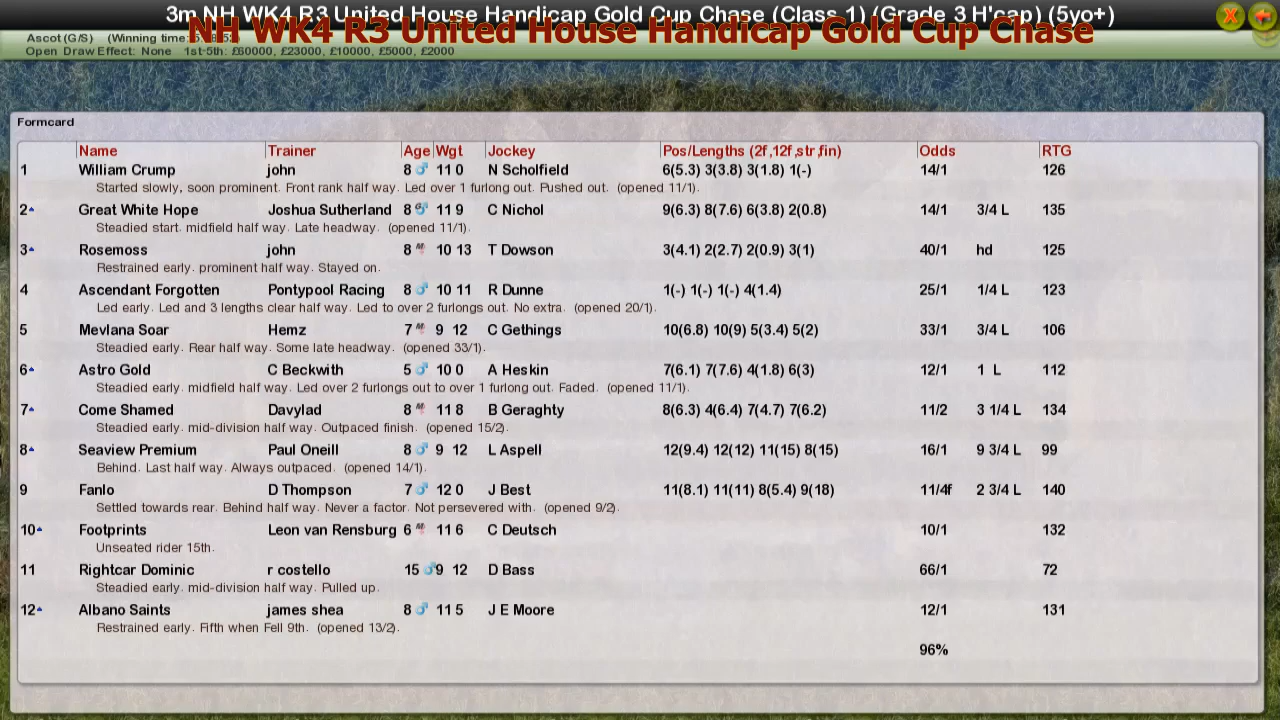 3m NH WK4 R3 United House Handicap Gold Cup Chase (Class 1) (Grade 3 H'cap) (5yo+)
NH WK4 R3 United House Handicap Gold Cup Chase
Ascot (G/S) (Winning time:
Open Draw Effect: None 1st-5th: £60000, £23000, £10000, £5000, £2000
Formcard
Name Trainer Age Wgt Jockey Pos/Lengths (2f,12f,str,fin) Odds RTG
1 William Crump john 8 11 0 N Scholfield 6(5.3) 3(3.8) 3(1.8) 1(-) 14/1 126
Started slowly, soon prominent. Front rank half way. Led over 1 furlong out. Pushed out. (opened 11/1).
2 Great White Hope Joshua Sutherland 8 11 9 C Nichol 9(6.3) 8(7.6) 6(3.8) 2(0.8) 14/1 3/4 L 135
Steadied start. midfield half way. Late headway. (opened 11/1).
3 Rosemoss john 8 10 13 T Dowson 3(4.1) 2(2.7) 2(0.9) 3(1) 40/1 hd 125
Restrained early. prominent half way. Stayed on.
4 Ascendant Forgotten Pontypool Racing 8 10 11 R Dunne 1(-) 1(-) 1(-) 4(1.4) 25/1 1/4 L 123
Led early. Led and 3 lengths clear half way. Led to over 2 furlongs out. No extra. (opened 20/1).
5 Mevlana Soar Hemz 7 9 12 C Gethings 10(6.8) 10(9) 5(3.4) 5(2) 33/1 3/4 L 106
Steadied early. Rear half way. Some late headway. (opened 33/1).
6 Astro Gold C Beckwith 5 10 0 A Heskin 7(6.1) 7(7.6) 4(1.8) 6(3) 12/1 1 L 112
Steadied early. midfield half way. Led over 2 furlongs out to over 1 furlong out. Faded. (opened 11/1).
7 Come Shamed Davylad 8 11 8 B Geraghty 8(6.3) 4(6.4) 7(4.7) 7(6.2) 11/2 3 1/4 L 134
Steadied early. mid-division half way. Outpaced finish. (opened 15/2).
8 Seaview Premium Paul Oneill 8 9 12 L Aspell 12(9.4) 12(12) 11(15) 8(15) 16/1 9 3/4 L 99
Behind. Last half way. Always outpaced. (opened 14/1).
9 Fanlo D Thompson 7 12 0 J Best 11(8.1) 11(11) 8(5.4) 9(18) 11/4f 2 3/4 L 140
Settled towards rear. Behind half way. Never a factor. Not persevered with. (opened 9/2).
10 Footprints Leon van Rensburg 6 11 6 C Deutsch 10/1 132
Unseated rider 15th.
11 Rightcar Dominic r costello 15 9 12 D Bass 66/1 72
Steadied early. mid-division half way. Pulled up.
12 Albano Saints james shea 8 11 5 J E Moore 12/1 131
Restrained early. Fifth when Fell 9th. (opened 13/2).
96%